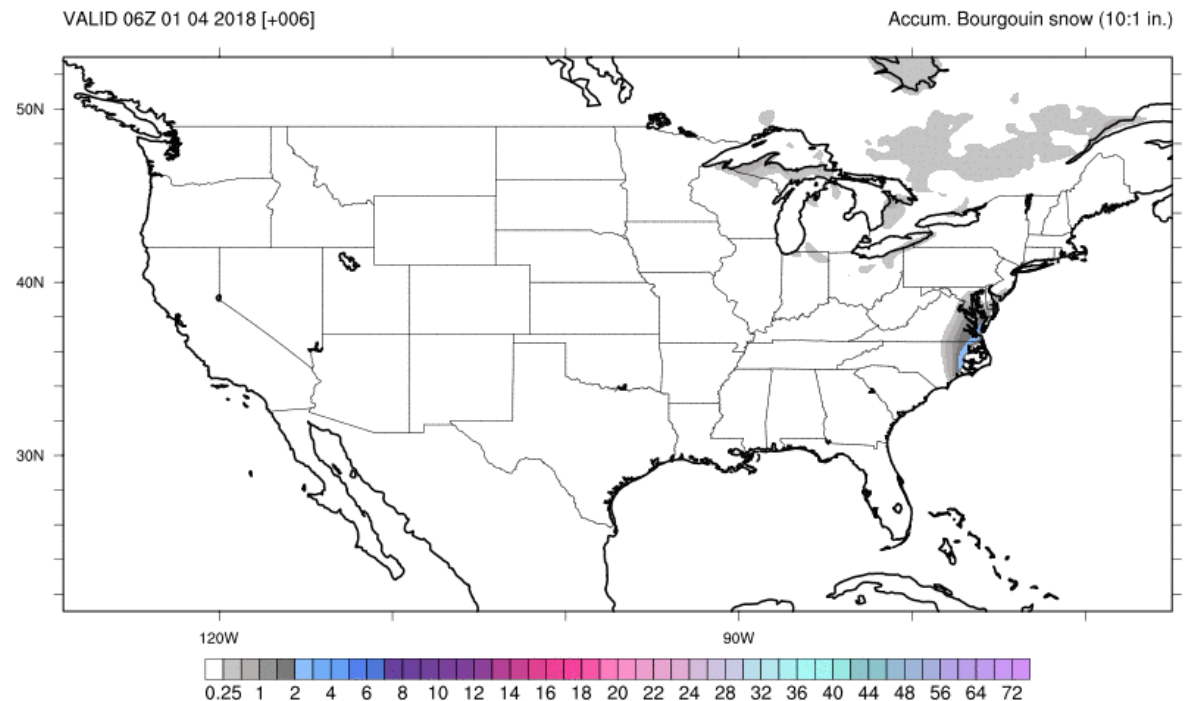 VALID 06Z 01 04 2018 [+006] Accum. Bourgouin snow (10:1 in.)
50N
40N
30N
120W 90W
0.25 1 2 4 6 8 10 12 14 16 18 20 22 24 28 32 36 40 44 48 56 64 72